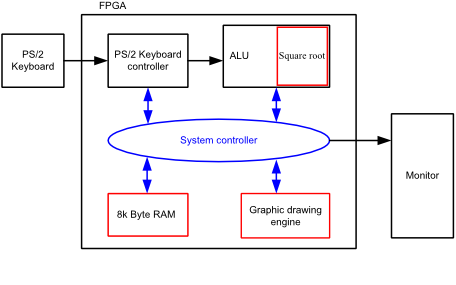 FPGA
PS/2
Keyboard
PS/2 Keyboard
controller
ALU
Square root
System controller
8k Byte RAM
Graphic drawing
engine
Monitor